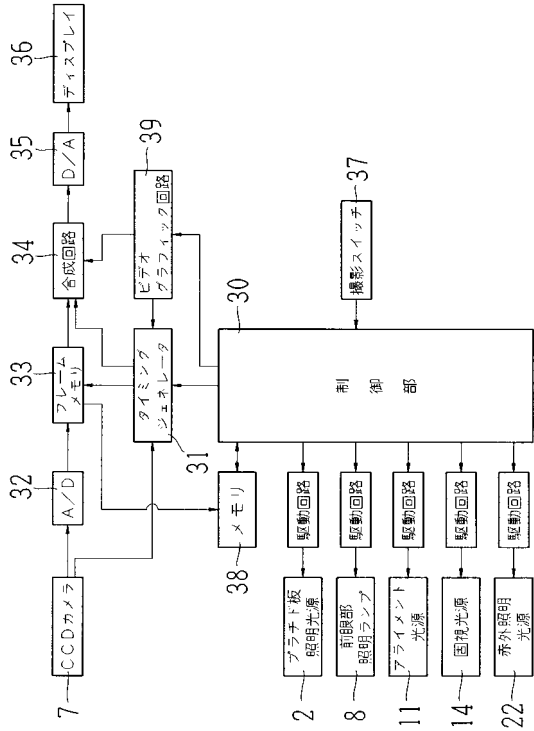 36
ディスプレイ
35
D/A
34
合成回路
39
ビデオ
グラフィック回路
37
撮影スイッチ
33
フレーム
メモリ
タイミング
ジェネレータ
31
30
制御部
32
A/D
38
メモリ
7
CCDカメラ
駆動回路
駆動回路
駆動回路
駆動回路
駆動回路
プラチド板
照明光源
2
前眼部
照明ランプ
8
アライメント
光源
11
固視光源
14
赤外照明
光源
22